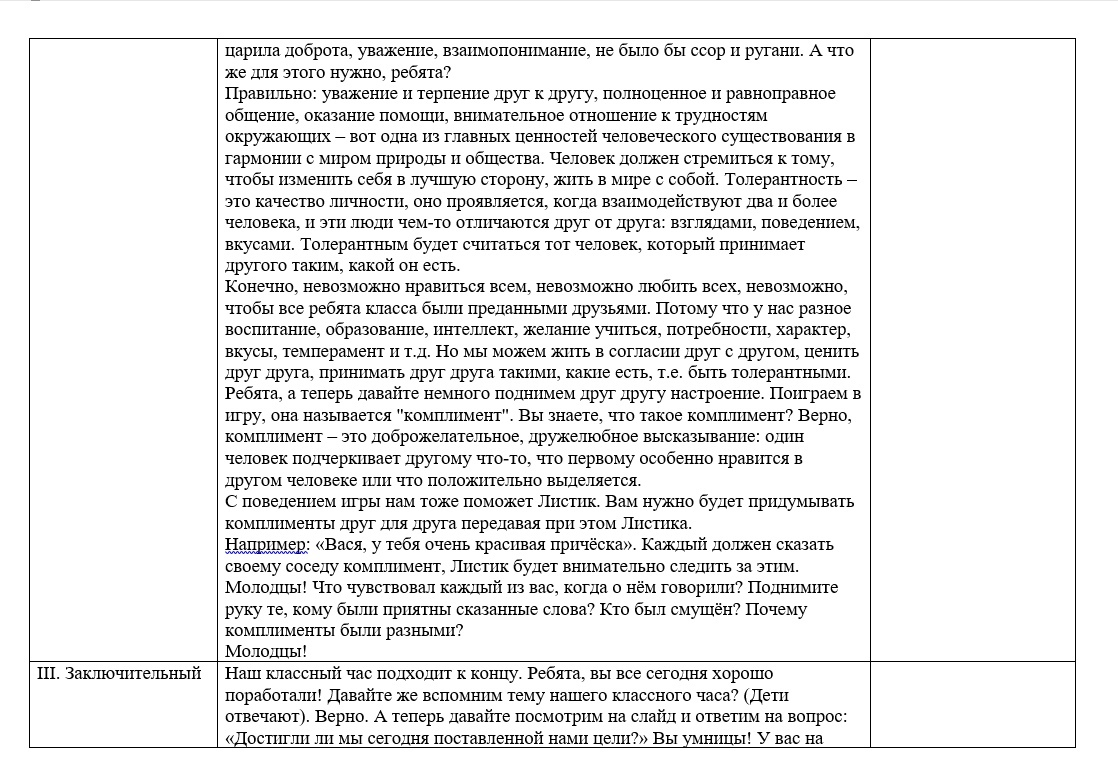 царила доброта, уважение, взаимопонимание, не было бы ссор и ругани. А что
же для этого нужно, ребята?
Правильно: уважение и терпение друг к другу, полноценное и равноправное
общение, оказание помощи, внимательное отношение к трудностям
окружающих – вот одна из главных ценностей человеческого существования в
гармонии с миром природы и общества. Человек должен стремиться к тому,
чтобы изменить себя в лучшую сторону, жить в мире с собой. Толерантность –
это качество личности, оно проявляется, когда взаимодействуют два и более
человека, и эти люди чем-то отличаются друг от друга: взглядами, поведением,
вкусами. Толерантным будет считаться тот человек, который принимает
другого таким, какой он есть.
Конечно, невозможно нравиться всем, невозможно любить всех, невозможно,
чтобы все ребята класса были преданными друзьями. Потому что у нас разное
воспитание, образование, интеллект, желание учиться, потребности, характер,
вкусы, темперамент и т.д. Но мы можем жить в согласии друг с другом, ценить
друг друга, принимать друг друга такими, какие есть, т.е. быть толерантными.
Ребята, а теперь давайте немного поднимем друг другу настроение. Поиграем в
игру, она называется "комплимент". Вы знаете, что такое комплимент? Верно,
комплимент – это доброжелательное, дружелюбное высказывание: один
человек подчеркивает другому что-то, что первому особенно нравится в
другом человеке или что положительно выделяется.
С поведением игры нам тоже поможет Листик. Вам нужно будет придумывать
комплименты друг для друга передавая при этом Листика.
Например: «Вася, у тебя очень красивая причёска». Каждый должен сказать
своему соседу комплимент, Листик будет внимательно следить за этим.
Молодцы! Что чувствовал каждый из вас, когда о нём говорили? Поднимите
руку те, кому были приятны сказанные слова? Кто был смущён? Почему
комплименты были разными?
Молодцы!
III. Заключительный
Наш классный час подходит к концу. Ребята, вы все сегодня хорошо
поработали! Давайте же вспомним тему нашего классного часа? (Дети
отвечают). Верно. А теперь давайте посмотрим на слайд и ответим на вопрос:
«Достигли ли мы сегодня поставленной нами цели?» Вы умницы! У вас на